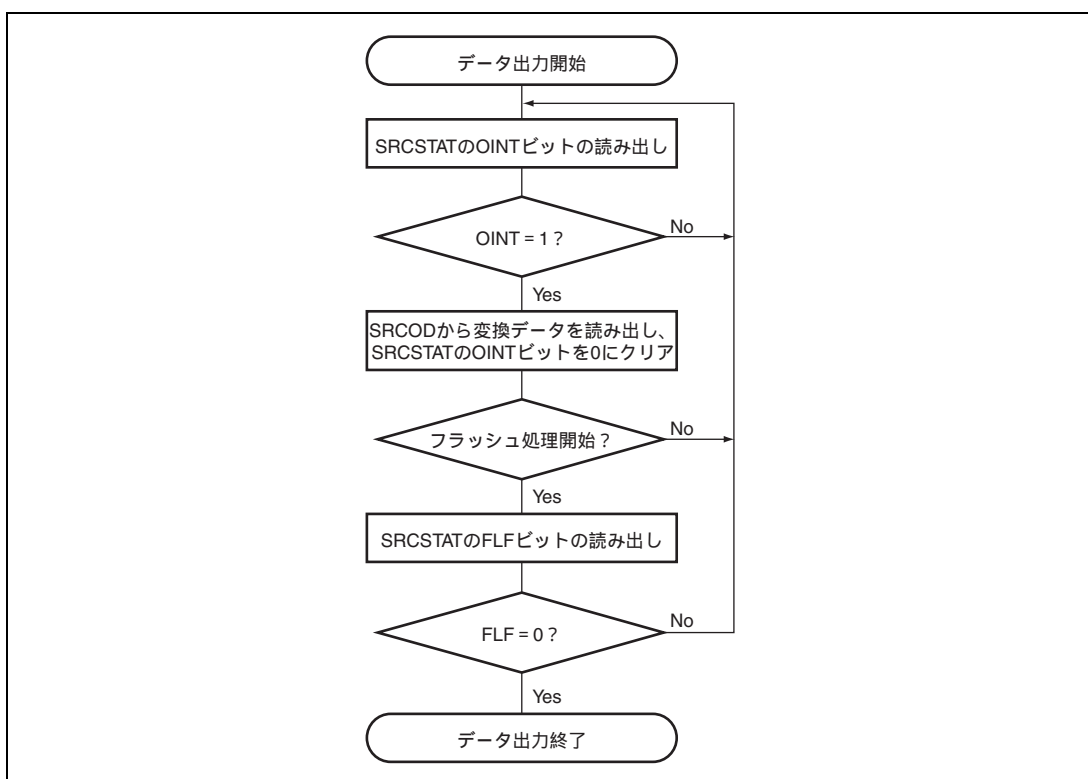 データ出力開始
SRCSTATのOINTビットの読み出し
OINT = 1？
No
Yes
SRCODから変換データを読み出し、
SRCSTATのOINTビットを0にクリア
フラッシュ処理開始？
No
Yes
SRCSTATのFLFビットの読み出し
FLF = 0？
No
Yes
データ出力終了